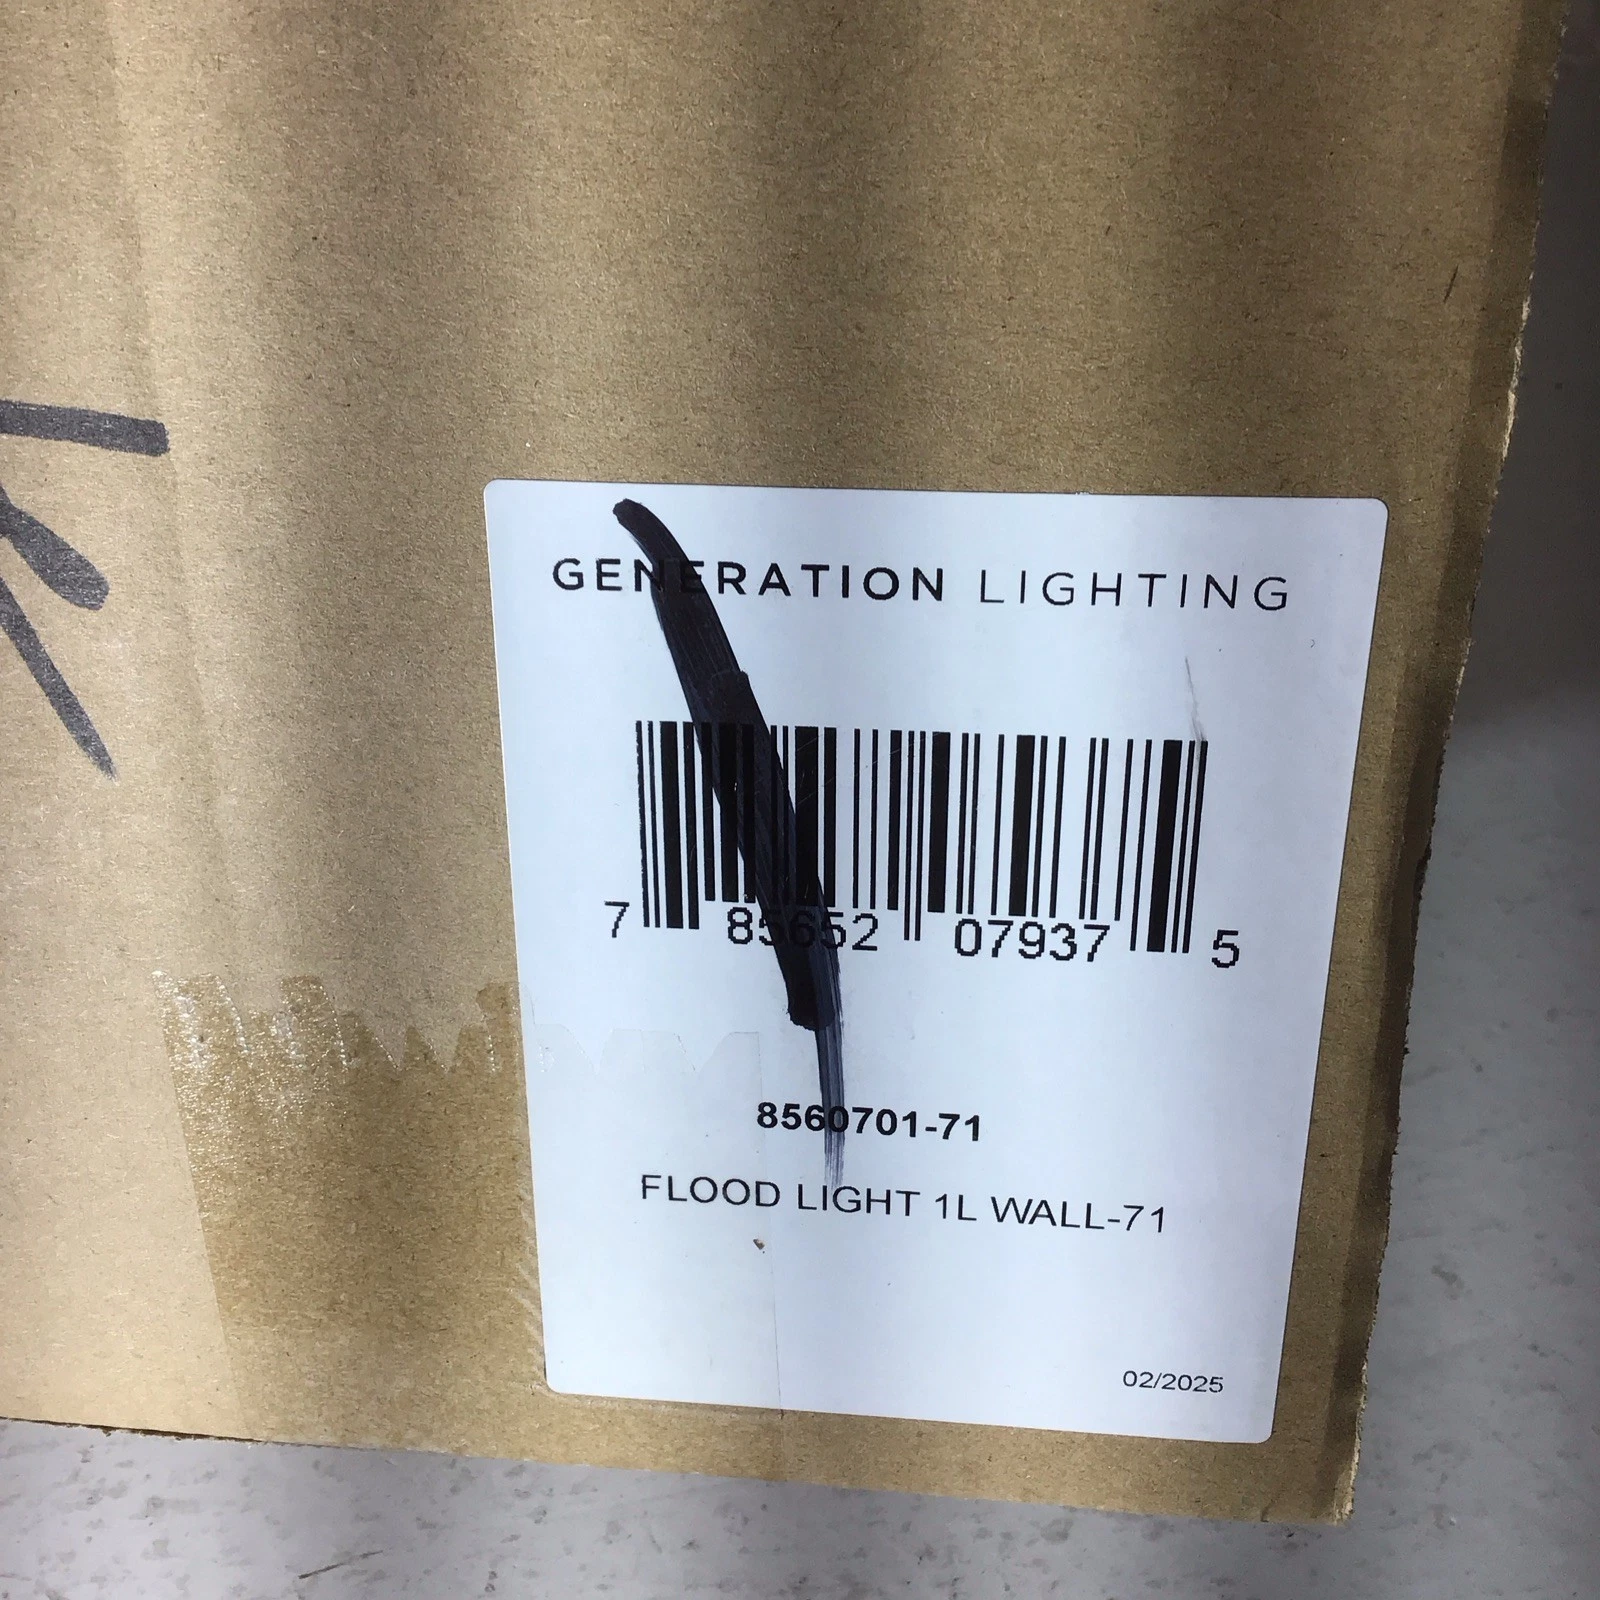 GENERATION LIGHTING
7 85652 07937 5
8560701-71
FLOOD LIGHT 1L WALL-71
02/2025